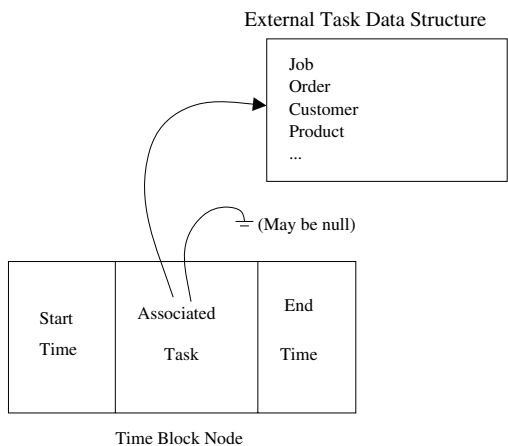 External Task Data Structure
Job
Order
Customer
Product
...
(May be null)
Start
Time
Associated
Task
End
Time
Time Block Node